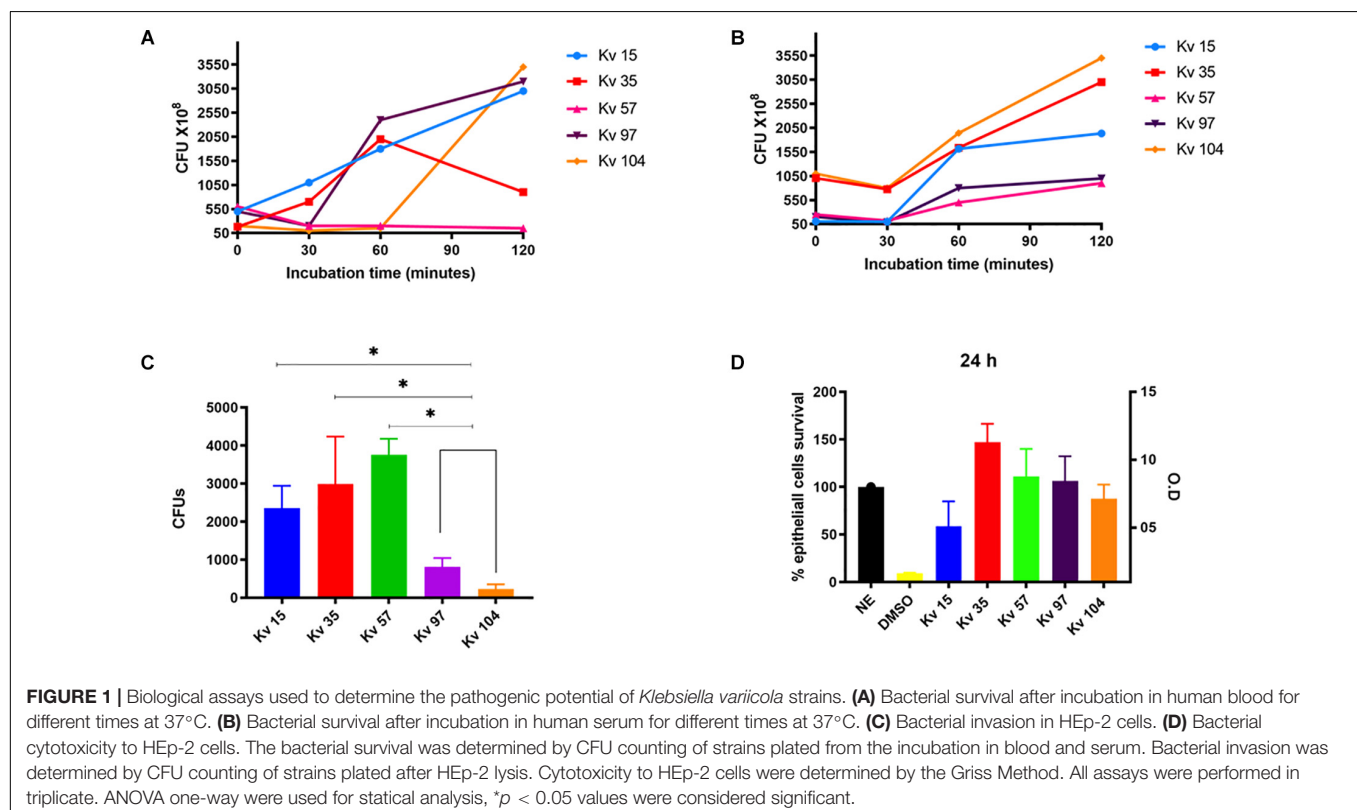 A
3550
3050
2550
2050
1550
1050
550
50
CFU X10⁸
0 30 60 90 120
Incubation time (minutes)
Kv 15
Kv 35
Kv 57
Kv 97
Kv 104
B
3550
3050
2550
2050
1550
1050
550
50
CFU X10⁸
0 30 60 90 120
Incubation time (minutes)
Kv 15
Kv 35
Kv 57
Kv 97
Kv 104
C
*
*
*
5000
4000
3000
2000
1000
0
CFUs
Kv 15 Kv 35 Kv 57 Kv 97 Kv 104
D
24 h
200
150
100
50
0
% epitheliall cells survival
15
10
05
O.D
NE DMSO Kv 15 Kv 35 Kv 57 Kv 97 Kv 104
FIGURE 1 | Biological assays used to determine the pathogenic potential of Klebsiella variicola strains. (A) Bacterial survival after incubation in human blood for
different times at 37°C. (B) Bacterial survival after incubation in human serum for different times at 37°C. (C) Bacterial invasion in HEp-2 cells. (D) Bacterial
cytotoxicity to HEp-2 cells. The bacterial survival was determined by CFU counting of strains plated from the incubation in blood and serum. Bacterial invasion was
determined by CFU counting of strains plated after HEp-2 lysis. Cytotoxicity to HEp-2 cells were determined by the Griss Method. All assays were performed in
triplicate. ANOVA one-way were used for statical analysis, *p < 0.05 values were considered significant.